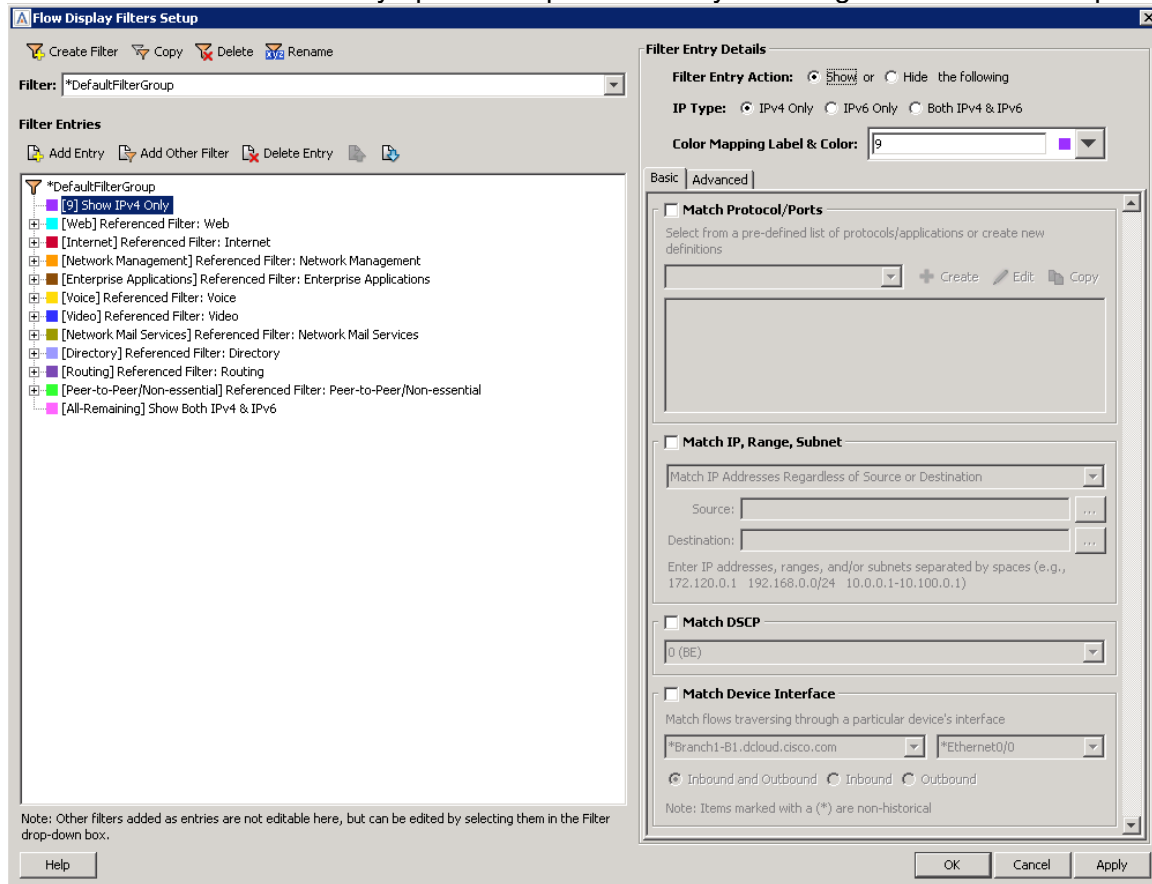 Flow Display Filters Setup
Create Filter Copy Delete Rename
Filter: *DefaultFilterGroup
Filter Entries
Add Entry Add Other Filter Delete Entry
*DefaultFilterGroup
[9] Show IPv4 Only
[Web] Referenced Filter: Web
[Internet] Referenced Filter: Internet
[Network Management] Referenced Filter: Network Management
[Enterprise Applications] Referenced Filter: Enterprise Applications
[Voice] Referenced Filter: Voice
[Video] Referenced Filter: Video
[Network Mail Services] Referenced Filter: Network Mail Services
[Directory] Referenced Filter: Directory
[Routing] Referenced Filter: Routing
[Peer-to-Peer/Non-essential] Referenced Filter: Peer-to-Peer/Non-essential
[All-Remaining] Show Both IPv4 & IPv6
Note: Other filters added as entries are not editable here, but can be edited by selecting them in the Filter
drop-down box.
Help
Filter Entry Details
Filter Entry Action: Show or Hide the following
IP Type: IPv4 Only IPv6 Only Both IPv4 & IPv6
Color Mapping Label & Color: 9
Basic Advanced
Match Protocol/Ports
Select from a pre-defined list of protocols/applications or create new
definitions
Create Edit Copy
Match IP, Range, Subnet
Match IP Addresses Regardless of Source or Destination
Source: ...
Destination: ...
Enter IP addresses, ranges, and/or subnets separated by spaces (e.g.,
172.120.0.1 192.168.0.0/24 10.0.0.1-10.100.0.1)
Match DSCP
0 (BE)
Match Device Interface
Match flows traversing through a particular device's interface
*Branch1-B1.dcloud.cisco.com *Ethernet0/0
Inbound and Outbound Inbound Outbound
Note: Items marked with a (*) are non-historical
OK Cancel Apply